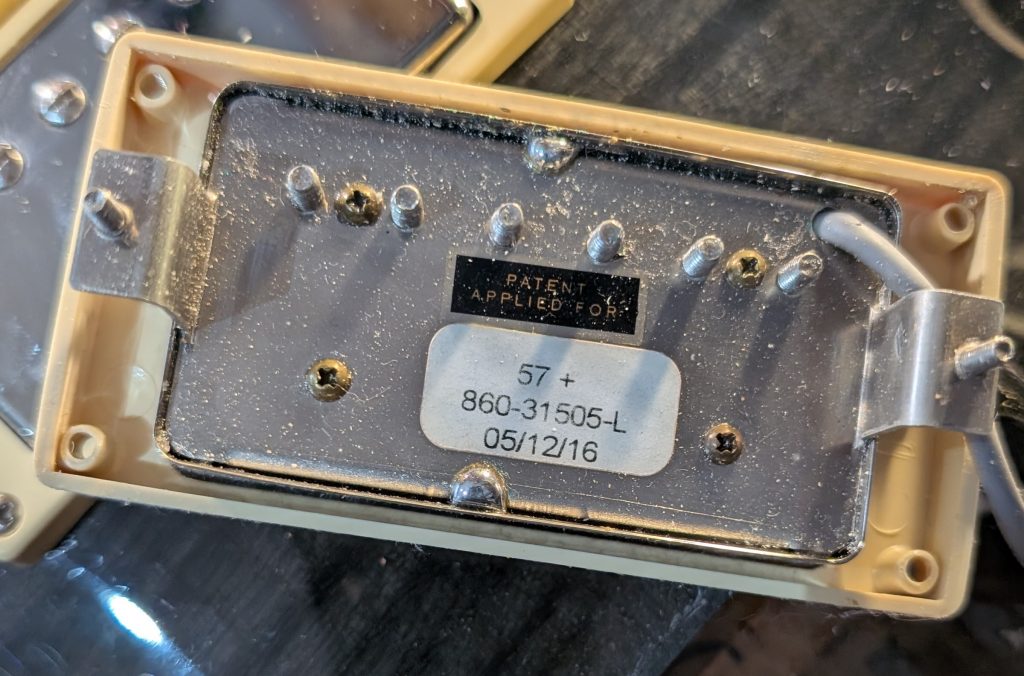 PATENT
APPLIED FOR
57 +
860-31505-L
05/12/16